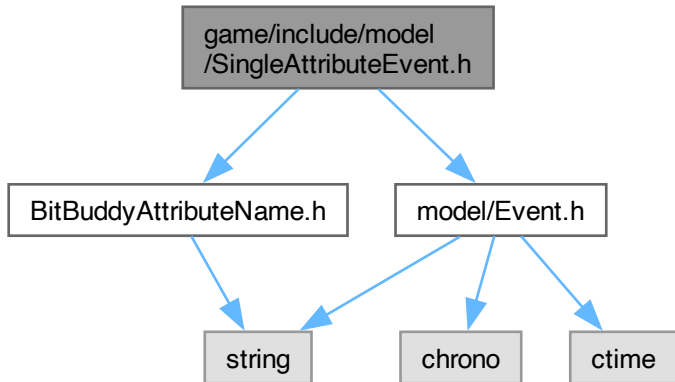 game/include/model
/SingleAttributeEvent.h
BitBuddyAttributeName.h
model/Event.h
string
chrono
ctime